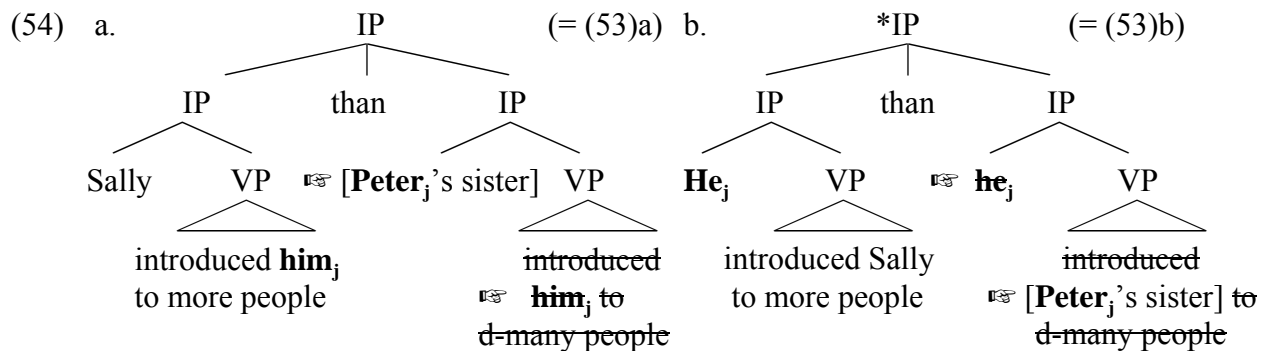 (54) a. IP (= (53)a) b. *IP (= (53)b)
IP than IP IP than IP
Sally VP ☞ [Peterj’s sister] VP Hej VP ☞ hej VP
introduced himj introduced introduced Sally introduced
to more people ☞ himj to to more people ☞ [Peterj’s sister] to
d-many people d-many people